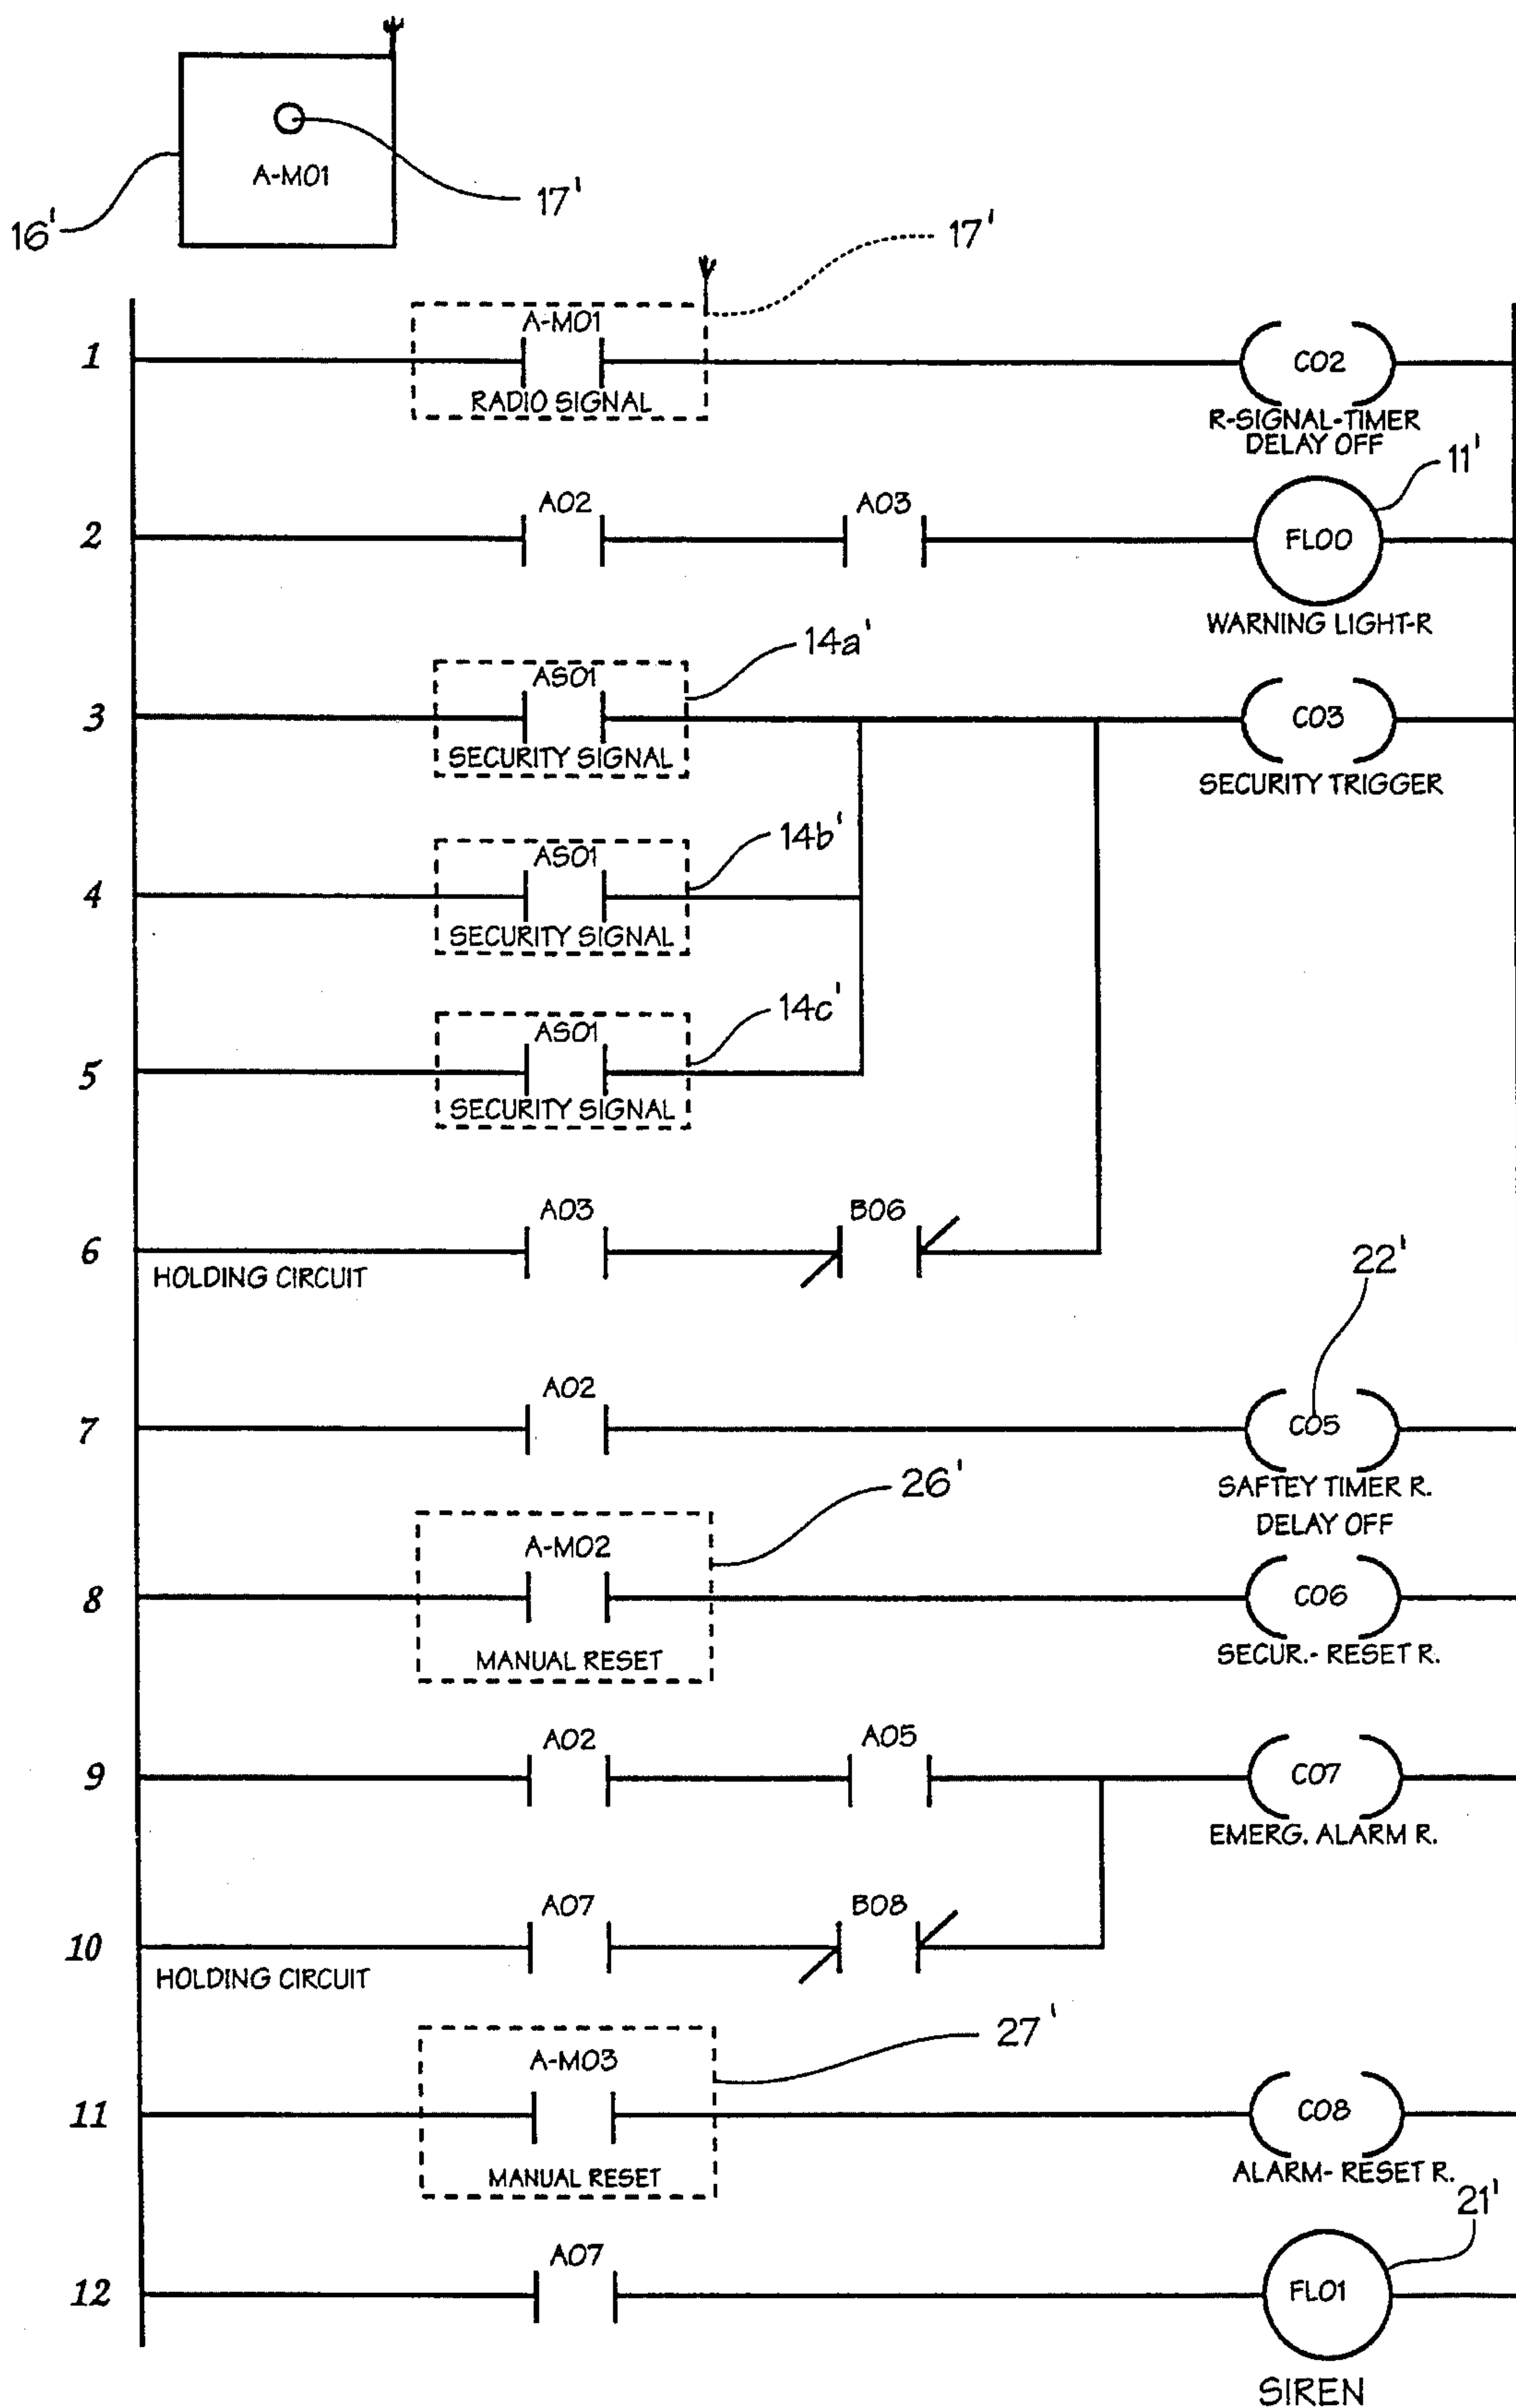 A-M01
16'
17'
17'
1
A-M01
RADIO SIGNAL
C02
R-SIGNAL-TIMER
DELAY OFF
11'
2
A02
A03
FL00
WARNING LIGHT-R
14a'
3
AS01
SECURITY SIGNAL
C03
SECURITY TRIGGER
14b'
4
AS01
SECURITY SIGNAL
14c'
5
AS01
SECURITY SIGNAL
6
A03
B06
HOLDING CIRCUIT
22'
7
A02
C05
SAFTEY TIMER R.
DELAY OFF
26'
8
A-M02
MANUAL RESET
C06
SECUR.- RESET R.
9
A02
A05
C07
EMERG. ALARM R.
10
A07
B08
HOLDING CIRCUIT
27'
11
A-M03
MANUAL RESET
C08
ALARM- RESET R.
21'
12
A07
FL01
SIREN